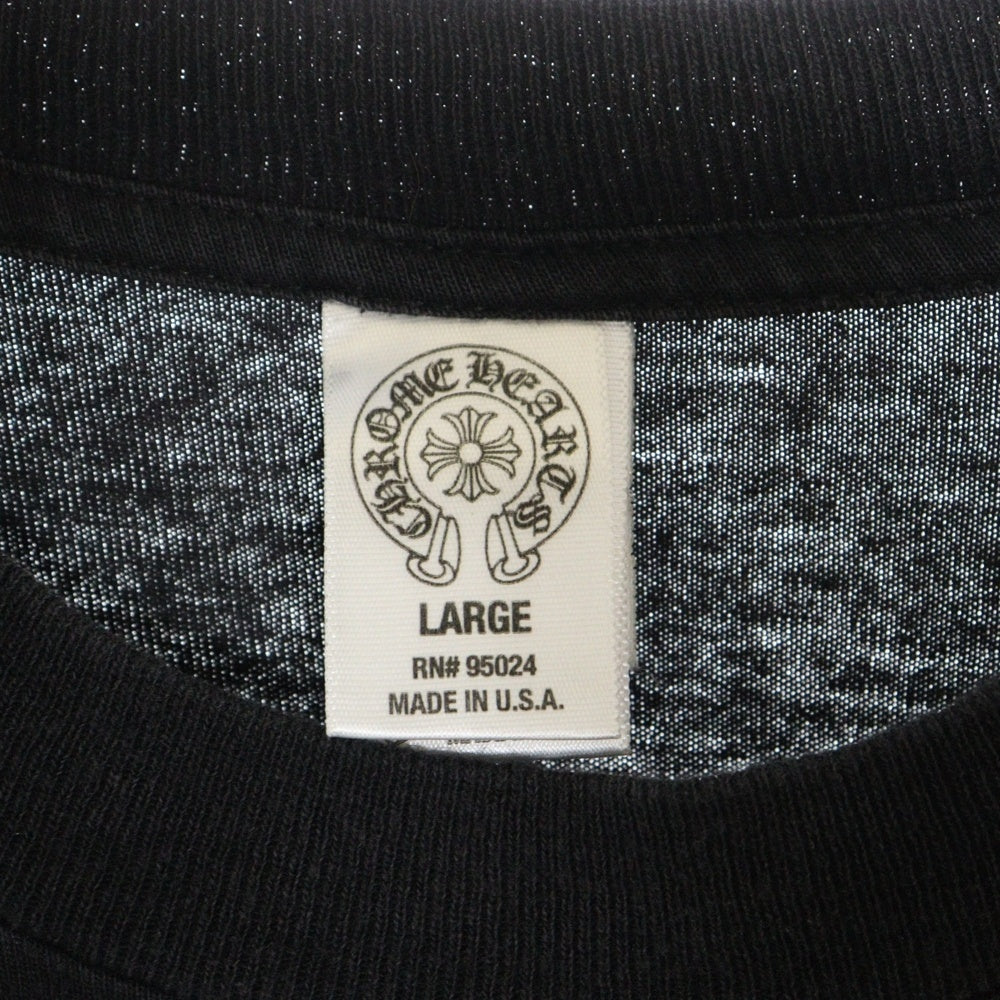 CHROME HEARTS
LARGE
RN# 95024
MADE IN U.S.A.